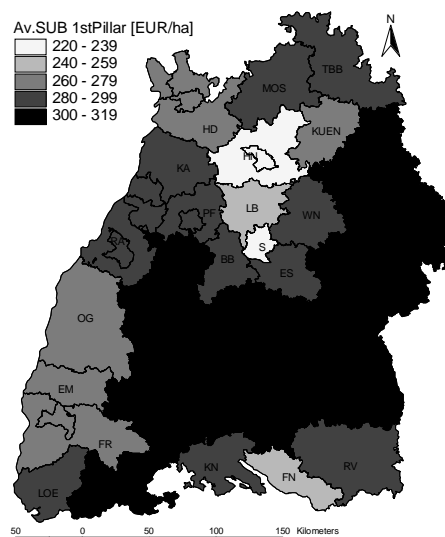 Av.SUB 1stPillar [EUR/ha]
220 - 239
240 - 259
260 - 279
280 - 299
300 - 319
N
TBB
MOS
HD
KUEN
HN
KA
LB
PF
WN
RA
S
BB
ES
OG
EM
FR
KN
RV
FN
LOE
50 0 50 100 150 Kilometers